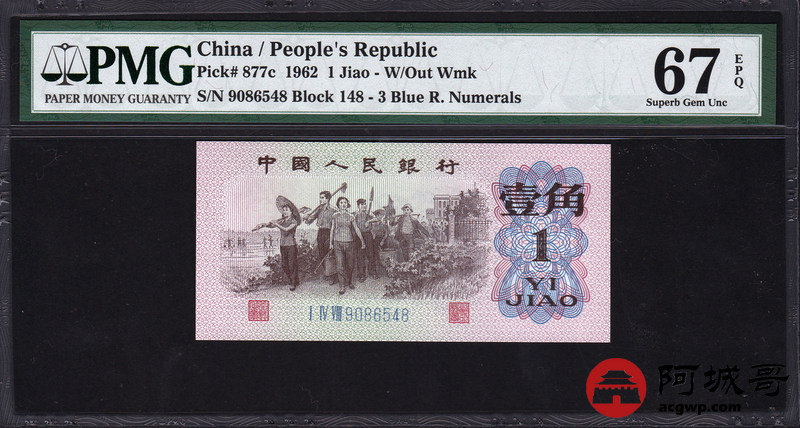 PMG
PAPER MONEY GUARANTY
China / People's Republic
Pick# 877c 1962 1 Jiao - W/Out Wmk
S/N 9086548 Block 148 - 3 Blue R. Numerals
67
EPQ
Superb Gem Unc
中國人民銀行
壹角
1
YI
JIAO
I IV VIII 9086548
阿城哥
acgwp.com